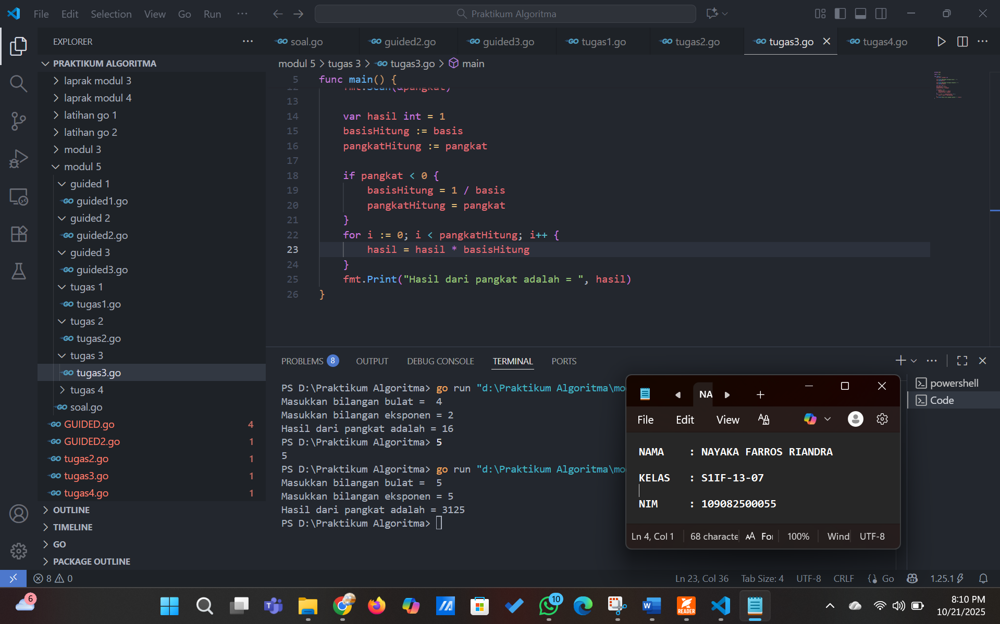 File Edit Selection View Go Run ··· Praktikum Algoritma
EXPLORER
PRAKTIKUM ALGORITMA
laprak modul 3
laprak modul 4
latihan go 1
latihan go 2
modul 3
modul 5
guided 1
guided1.go
guided 2
guided2.go
guided 3
guided3.go
tugas 1
tugas1.go
tugas 2
tugas2.go
tugas 3
tugas3.go
tugas 4
soal.go
GUIDED.go 4
GUIDED2.go 1
tugas2.go 1
tugas3.go 1
tugas4.go 1
OUTLINE
TIMELINE
GO
PACKAGE OUTLINE
soal.go guided2.go guided3.go tugas1.go tugas2.go tugas3.go tugas4.go
modul 5 > tugas 3 > tugas3.go > main
5 func main() {
12 fmt.Scan(&pangkat)
13
14 var hasil int = 1
15 basisHitung := basis
16 pangkatHitung := pangkat
17
18 if pangkat < 0 {
19 basisHitung = 1 / basis
20 pangkatHitung = pangkat
21 }
22 for i := 0; i < pangkatHitung; i++ {
23 hasil = hasil * basisHitung
24 }
25 fmt.Print("Hasil dari pangkat adalah = ", hasil)
26 }
PROBLEMS 8 OUTPUT DEBUG CONSOLE TERMINAL PORTS
PS D:\Praktikum Algoritma> go run "d:\Praktikum Algoritma\mo
Masukkan bilangan bulat =  4
Masukkan bilangan eksponen = 2
Hasil dari pangkat adalah = 16
PS D:\Praktikum Algoritma> 5
5
PS D:\Praktikum Algoritma> go run "d:\Praktikum Algoritma\mo
Masukkan bilangan bulat =  5
Masukkan bilangan eksponen = 5
Hasil dari pangkat adalah = 3125
PS D:\Praktikum Algoritma>
powershell
Code
NA
File Edit View
NAMA : NAYAKA FARROS RIANDRA
KELAS : S1IF-13-07
NIM : 109082500055
Ln 4, Col 1 68 characte For 100% Wind UTF-8
8 0 Ln 23, Col 36 Tab Size: 4 UTF-8 CRLF {} Go 1.25.1
6 10 READER 8:10 PM
10/21/2025